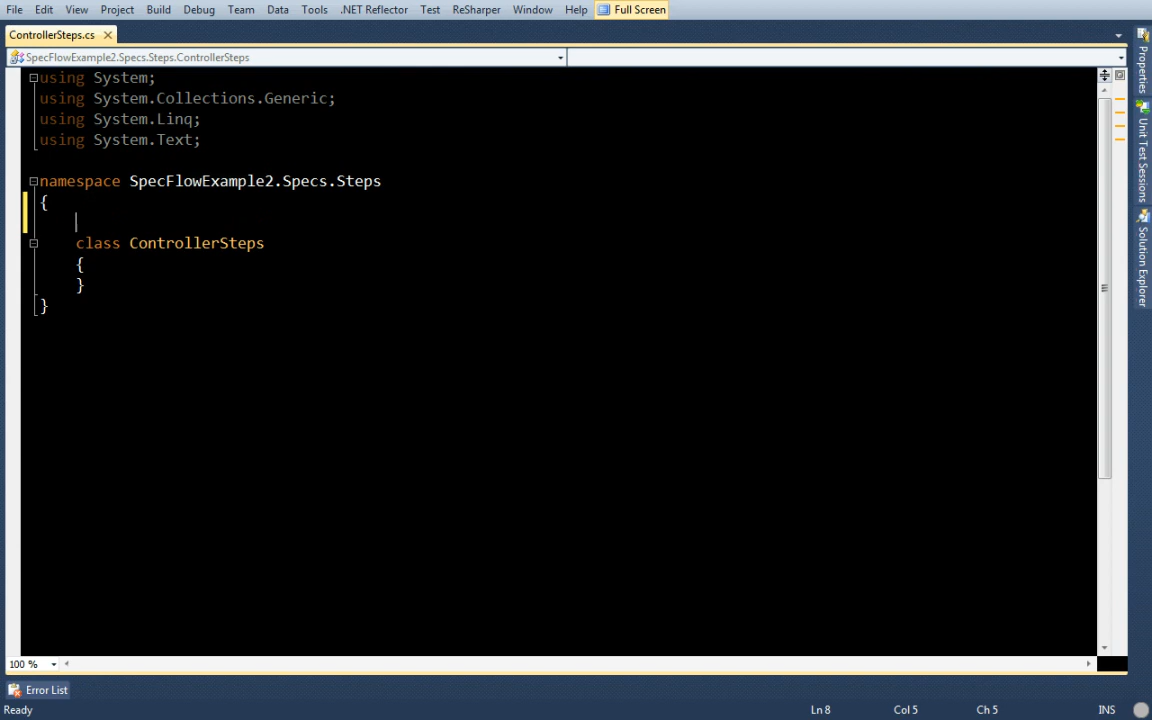 File Edit View Project Build Debug Team Data Tools .NET Reflector Test ReSharper Window Help Full Screen
ControllerSteps.cs
SpecFlowExample2.Specs.Steps.ControllerSteps
using System;
using System.Collections.Generic;
using System.Linq;
using System.Text;
namespace SpecFlowExample2.Specs.Steps
{
class ControllerSteps
{
}
}
Properties
Unit Test Sessions
Solution Explorer
100 %
Error List
Ready Ln 8 Col 5 Ch 5 INS